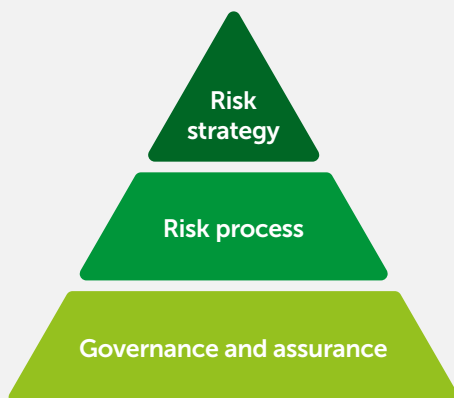 Risk
strategy
Risk process
Governance and assurance